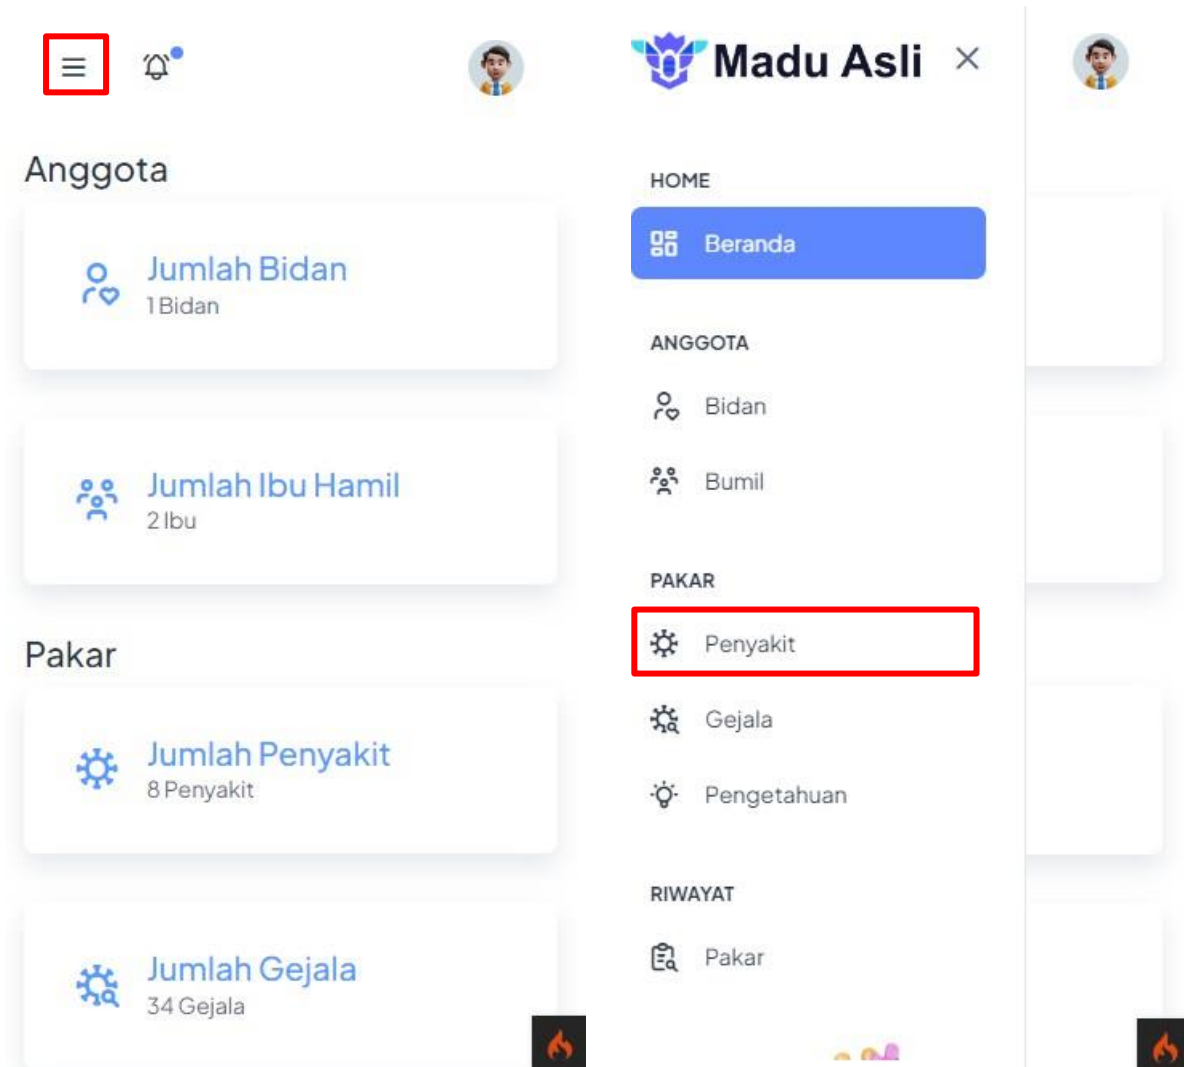 Anggota
Jumlah Bidan
1 Bidan
Jumlah Ibu Hamil
2 Ibu
Pakar
Jumlah Penyakit
8 Penyakit
Jumlah Gejala
34 Gejala
Madu Asli
HOME
Beranda
ANGGOTA
Bidan
Bumil
PAKAR
Penyakit
Gejala
Pengetahuan
RIWAYAT
Pakar